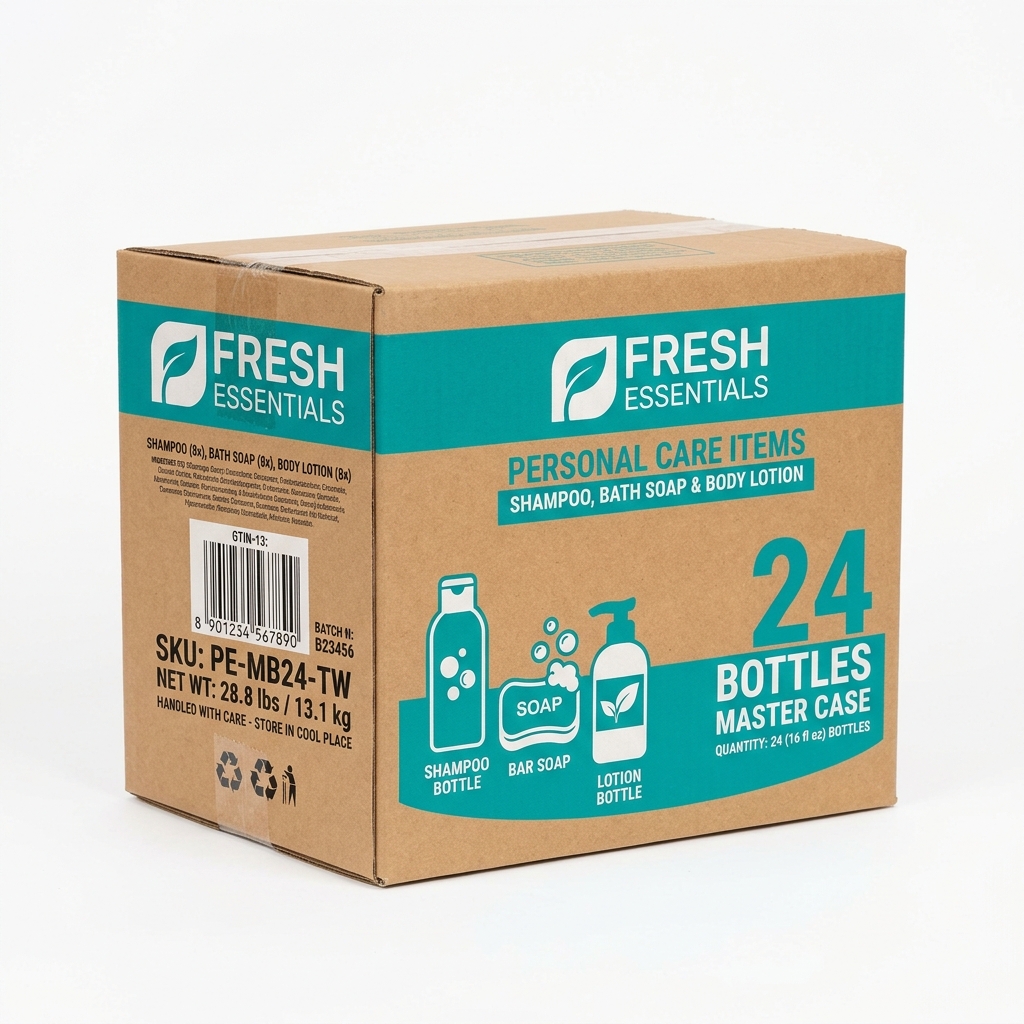 FRESH
ESSENTIALS
SHAMPOO (8x), BATH SOAP (8x), BODY LOTION (8x)
GTIN-13:
8 901234 567890
BATCH N:
B23456
SKU: PE-MB24-TW
NET WT: 28.8 lbs / 13.1 kg
HANOLED WITH CARE - STORE IN COOL PLACE
FRESH
ESSENTIALS
PERSONAL CARE ITEMS
SHAMPOO, BATH SOAP & BODY LOTION
24
BOTTLES
MASTER CASE
QUANTITY: 24 (16 fl ez) BOTTLES
SOAP
SHAMPOO
BOTTLE
BAR SOAP
LOTION
BOTTLE